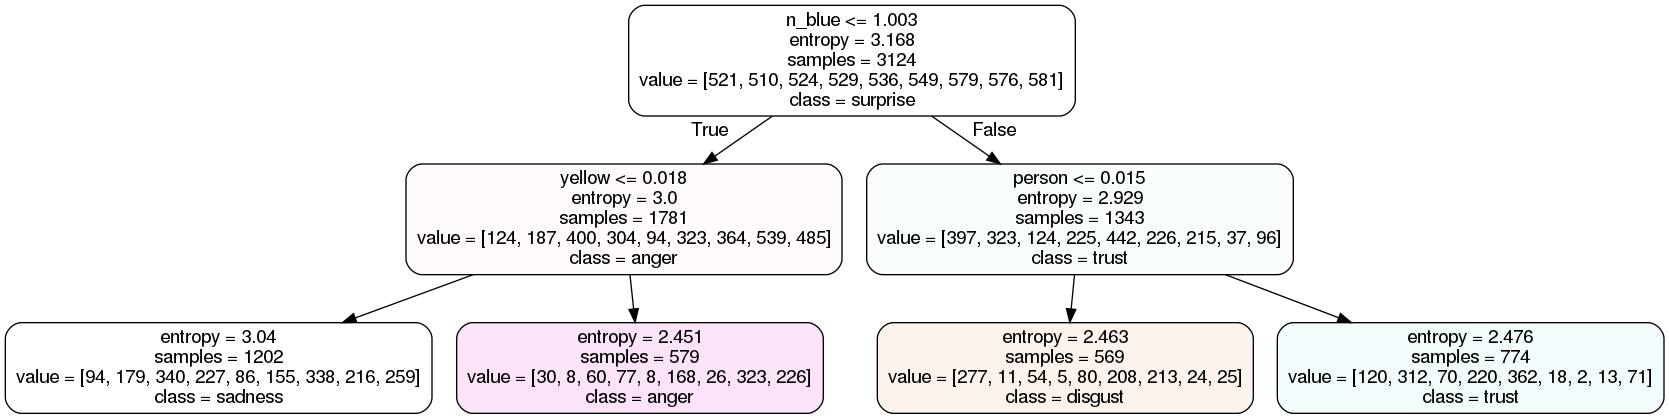 n_blue <= 1.003
entropy = 3.168
samples = 3124
value = [521, 510, 524, 529, 536, 549, 579, 576, 581]
class = surprise
True
False
yellow <= 0.018
entropy = 3.0
samples = 1781
value = [124, 187, 400, 304, 94, 323, 364, 539, 485]
class = anger
person <= 0.015
entropy = 2.929
samples = 1343
value = [397, 323, 124, 225, 442, 226, 215, 37, 96]
class = trust
entropy = 3.04
samples = 1202
value = [94, 179, 340, 227, 86, 155, 338, 216, 259]
class = sadness
entropy = 2.451
samples = 579
value = [30, 8, 60, 77, 8, 168, 26, 323, 226]
class = anger
entropy = 2.463
samples = 569
value = [277, 11, 54, 5, 80, 208, 213, 24, 25]
class = disgust
entropy = 2.476
samples = 774
value = [120, 312, 70, 220, 362, 18, 2, 13, 71]
class = trust